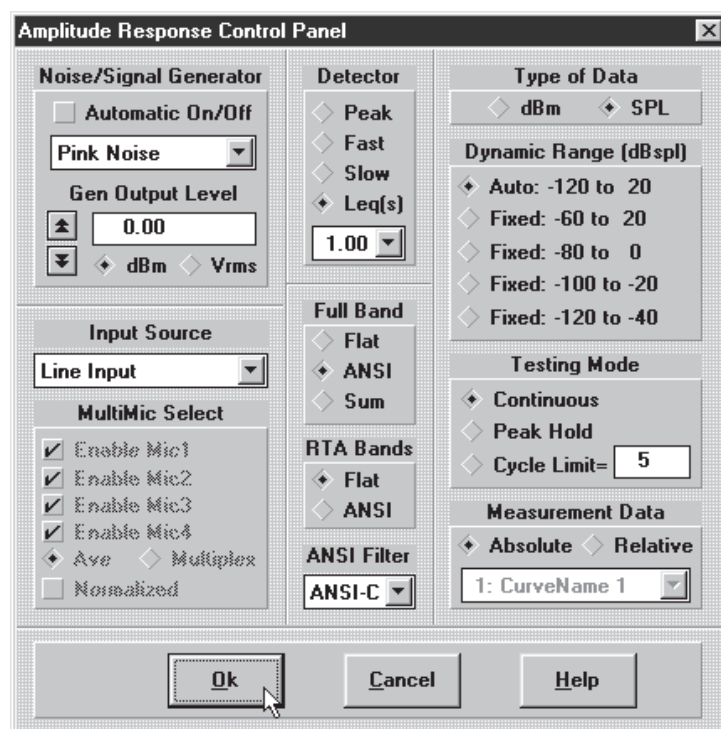 Amplitude Response Control Panel
Noise/Signal Generator
Automatic On/Off
Pink Noise
Gen Output Level
0.00
dBm Vrms
Input Source
Line Input
MultiMic Select
Enable Mic1
Enable Mic2
Enable Mic3
Enable Mic4
Ave Multiplex
Normalized
Detector
Peak
Fast
Slow
Leq(s)
1.00
Full Band
Flat
ANSI
Sum
RTA Bands
Flat
ANSI
ANSI Filter
ANSI-C
Type of Data
dBm SPL
Dynamic Range (dBspl)
Auto: -120 to 20
Fixed: -60 to 20
Fixed: -80 to 0
Fixed: -100 to -20
Fixed: -120 to -40
Testing Mode
Continuous
Peak Hold
Cycle Limit= 5
Measurement Data
Absolute Relative
1: CurveName 1
Ok Cancel Help